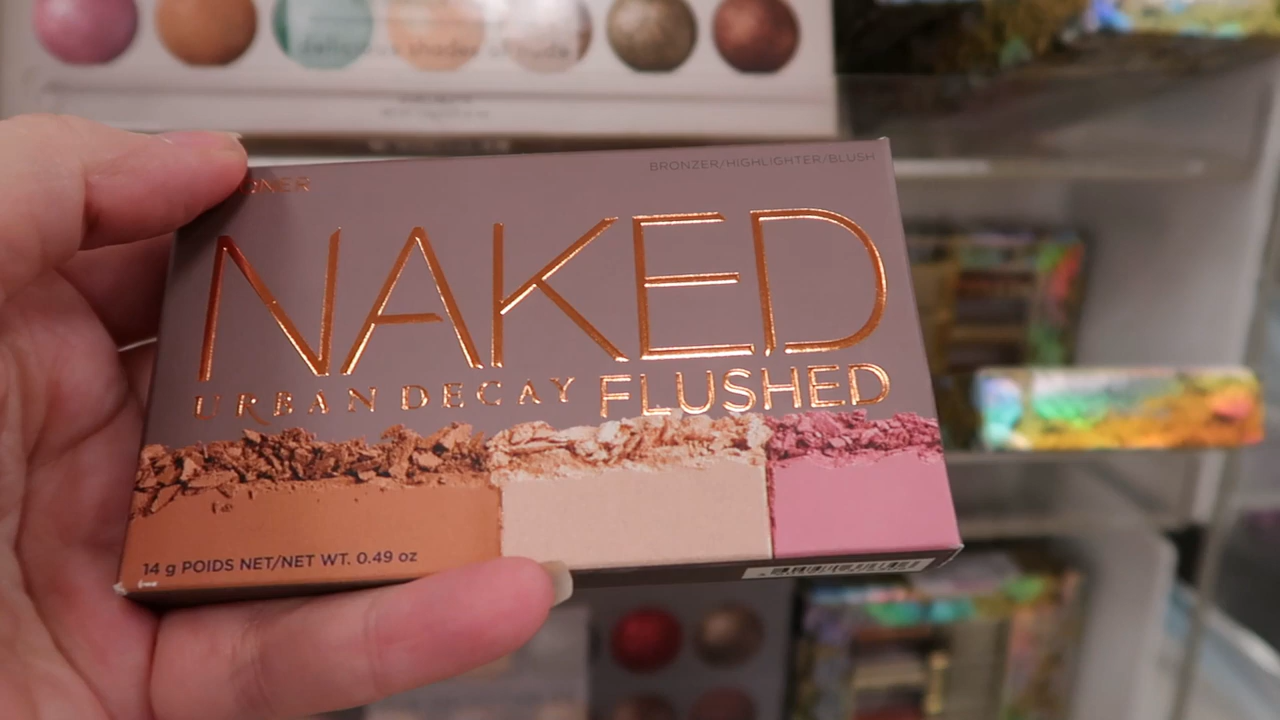 BRONZER/HIGHLIGHTER/BLUSH
NAKED
URBAN DECAY FLUSHED
14 g POIDS NET/NET WT. 0.49 oz